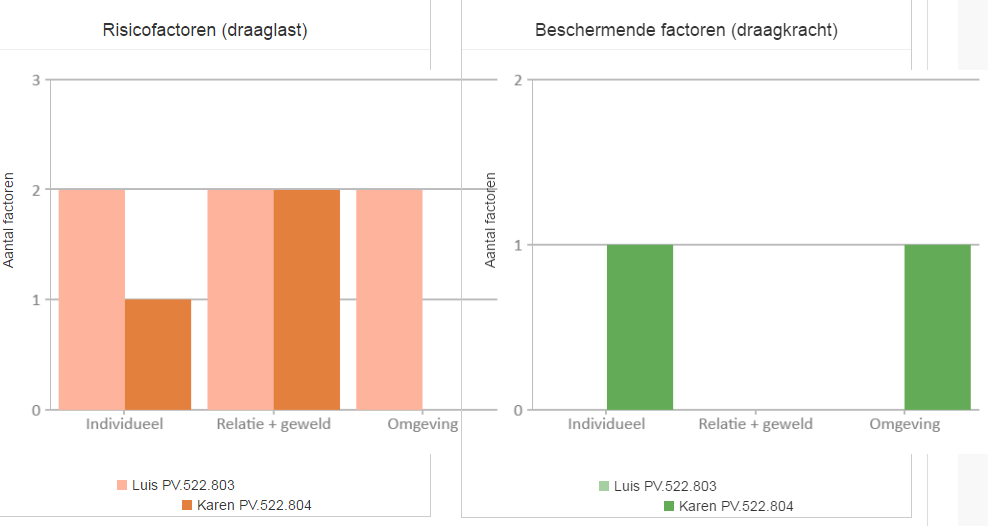 Risicofactoren (draaglast)
Aantal factoren
3
2
1
0
Individueel
Relatie + geweld
Omgeving
Luis PV.522.803
Karen PV.522.804
Beschermende factoren (draagkracht)
Aantal factoren
2
1
0
Individueel
Relatie + geweld
Omgeving
Luis PV.522.803
Karen PV.522.804